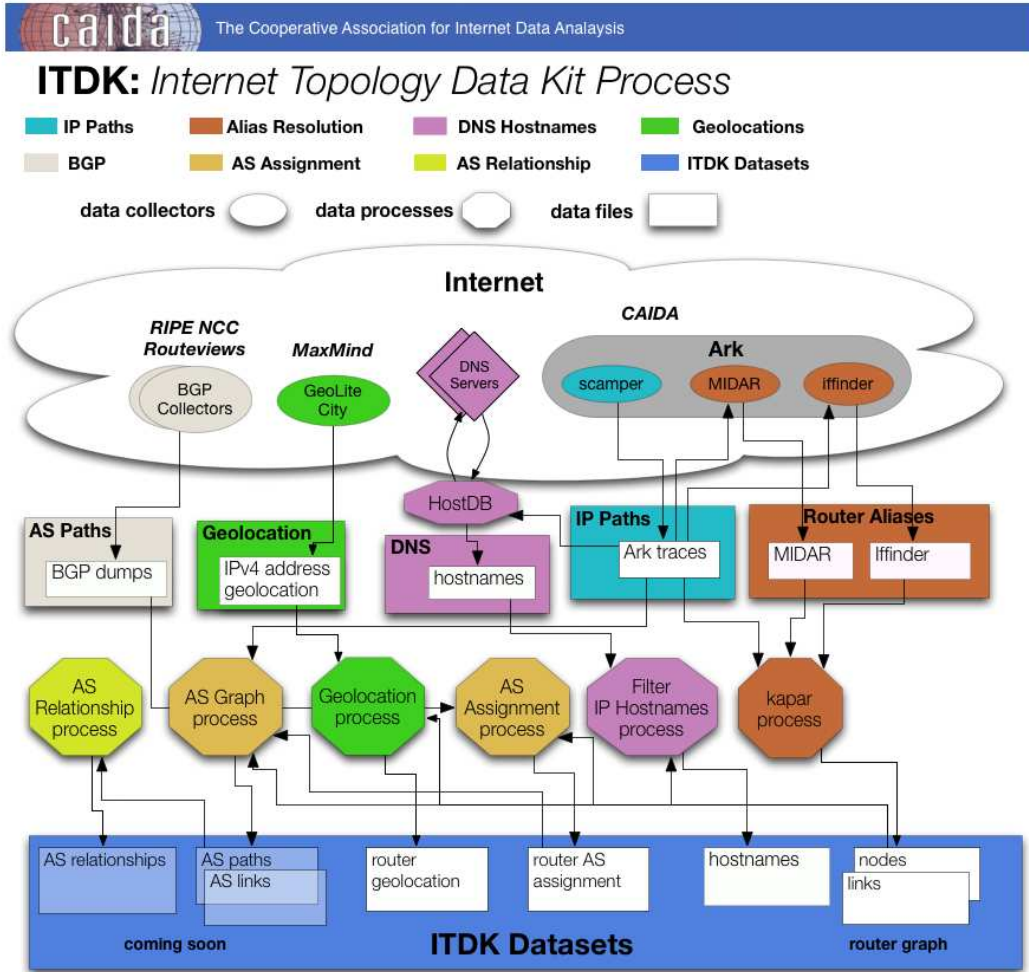 caida
The Cooperative Association for Internet Data Analaysis
ITDK: Internet Topology Data Kit Process
IP Paths
Alias Resolution
DNS Hostnames
Geolocations
BGP
AS Assignment
AS Relationship
ITDK Datasets
data collectors
data processes
data files
Internet
RIPE NCC
Routeviews
MaxMind
CAIDA
Ark
BGP
Collectors
GeoLite
City
DNS
Servers
scamper
MIDAR
iffinder
HostDB
AS Paths
BGP dumps
Geolocation
IPv4 address
geolocation
DNS
hostnames
IP Paths
Ark traces
Router Aliases
MIDAR
Iffinder
AS
Relationship
process
AS Graph
process
Geolocation
process
AS
Assignment
process
Filter
IP Hostnames
process
kapar
process
AS relationships
AS paths
AS links
router
geolocation
router AS
assignment
hostnames
nodes
links
coming soon
ITDK Datasets
router graph